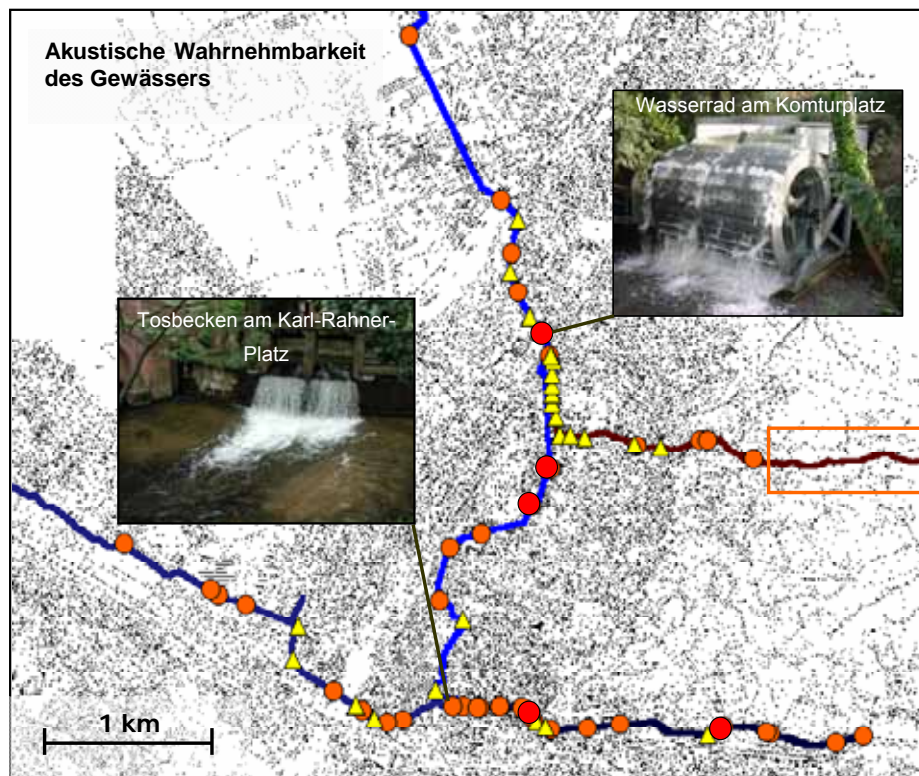 Akustische Wahrnehmbarkeit
des Gewässers
Wasserrad am Komturplatz
Tosbecken am Karl-Rahner-
Platz
1 km